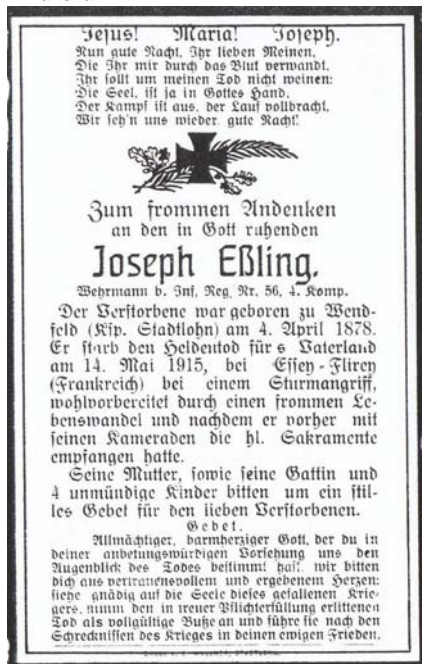 Jesus! Maria! Joseph.
Nun gute Nacht, Ihr lieben Meinen,
Die Ihr mir durch das Blut verwandt,
Ihr sollt um meinen Tod nicht weinen:
Die Seel, ist ja in Gottes Hand.
Der Kampf ist aus, der Lauf vollbracht,
Wir seh'n uns wieder, gute Nacht!
Zum frommen Andenken
an den in Gott ruhenden
Joseph Eßling.
Wehrmann b. Inf. Reg. Nr. 56, 4. Komp.
Der Verstorbene war geboren zu Wend-
feld (Ksp. Stadtlohn) am 4. April 1878.
Er starb den Heldentod für's Vaterland
am 14. Mai 1915, bei Essey-Flirey
(Frankreich) bei einem Sturmangriff,
wohlvorbereitet durch einen frommen Le-
benswandel und nachdem er vorher mit
seinen Kameraden die hl. Sakramente
empfangen hatte.
Seine Mutter, sowie seine Gattin und
4 unmündige Kinder bitten um ein stil-
les Gebet für den lieben Verstorbenen.
Gebet.
Allmächtiger, barmherziger Gott, der du in
deiner anbetungswürdigen Vorsehung uns den
Augenblick des Todes bestimmt hast, wir bitten
dich aus vertrauensvollem und ergebenem Herzen:
siehe gnädig auf die Seele dieses gefallenen Krie-
gers, nimm den in treuer Pflichterfüllung erlittenen
Tod als vollgültige Buße an und führe sie nach den
Schrecknissen des Krieges in deinen ewigen Frieden.